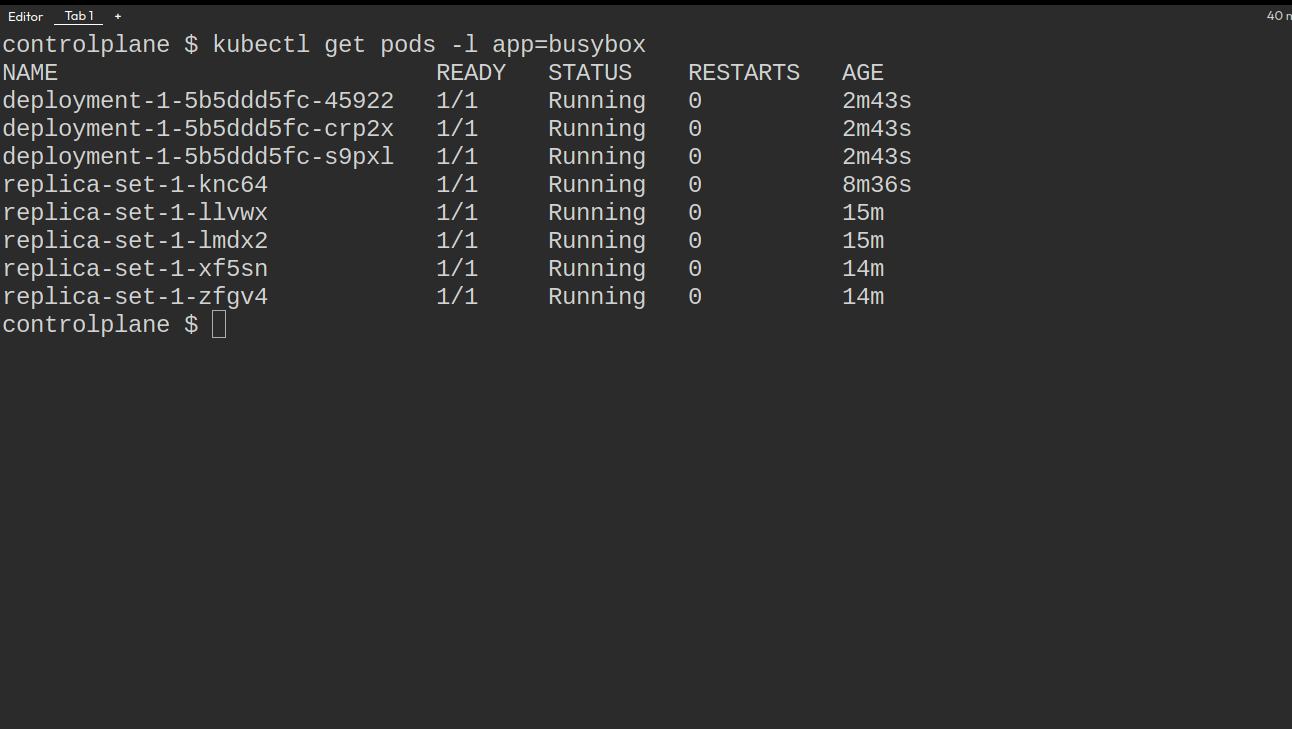 Editor Tab 1 + 40
controlplane $ kubectl get pods -l app=busybox
NAME READY STATUS RESTARTS AGE
deployment-1-5b5ddd5fc-45922 1/1 Running 0 2m43s
deployment-1-5b5ddd5fc-crp2x 1/1 Running 0 2m43s
deployment-1-5b5ddd5fc-s9pxl 1/1 Running 0 2m43s
replica-set-1-knc64 1/1 Running 0 8m36s
replica-set-1-llvwx 1/1 Running 0 15m
replica-set-1-lmdx2 1/1 Running 0 15m
replica-set-1-xf5sn 1/1 Running 0 14m
replica-set-1-zfgv4 1/1 Running 0 14m
controlplane $